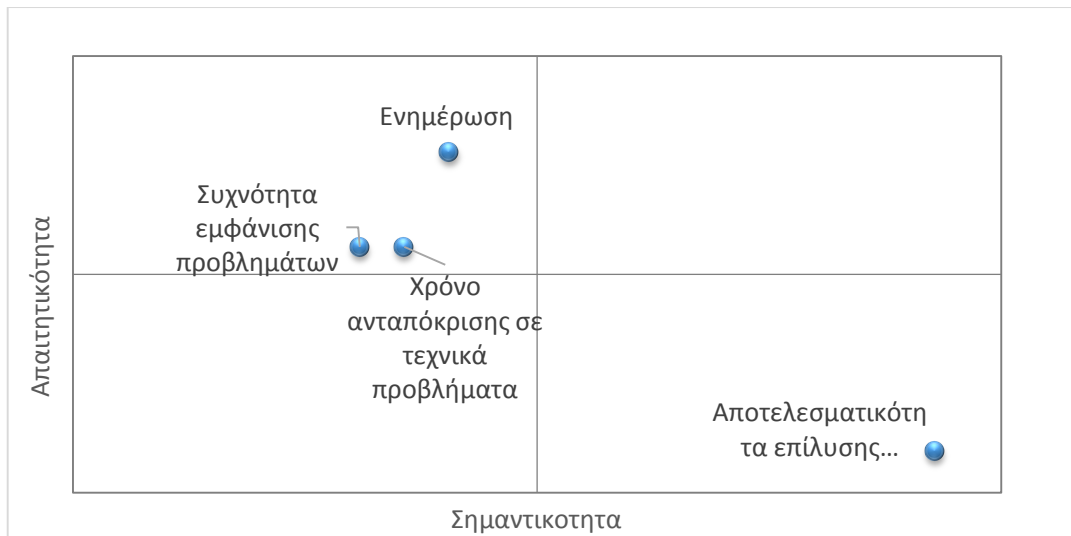 Ενημέρωση
Συχνότητα
εμφάνισης
προβλημάτων
Χρόνο
ανταπόκρισης σε
τεχνικά
προβλήματα
Αποτελεσματικότη
τα επίλυσης...
Απαιτητικότητα
Σημαντικοτητα